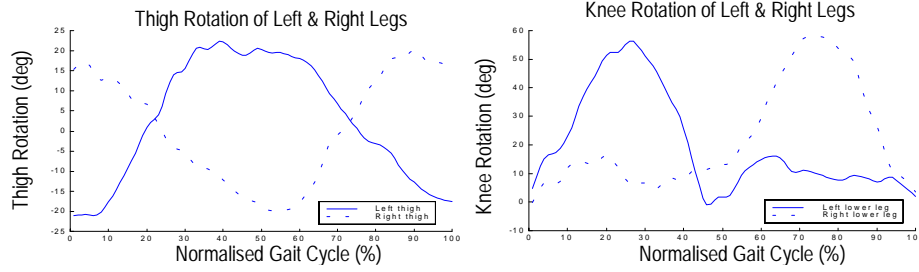 Thigh Rotation of Left & Right Legs
Thigh Rotation (deg)
25
20
15
10
5
0
-5
-10
-15
-20
-25
0 10 20 30 40 50 60 70 80 90 100
Left thigh
Right thigh
Normalised Gait Cycle (%)
Knee Rotation of Left & Right Legs
Knee Rotation (deg)
60
50
40
30
20
10
0
-10
0 10 20 30 40 50 60 70 80 90 100
Left lower leg
Right lower leg
Normalised Gait Cycle (%)